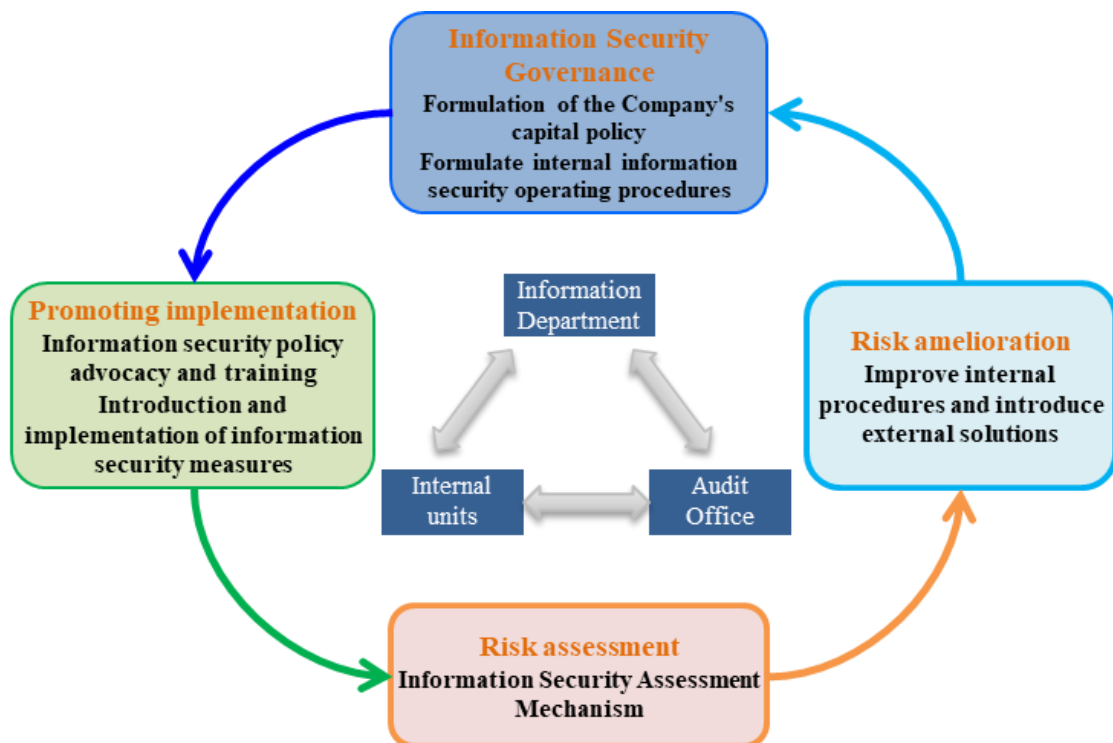 Information Security
Governance
Formulation of the Company's
capital policy
Formulate internal information
security operating procedures
Promoting implementation
Information security policy
advocacy and training
Introduction and
implementation of information
security measures
Information
Department
Internal
units
Audit
Office
Risk amelioration
Improve internal
procedures and introduce
external solutions
Risk assessment
Information Security Assessment
Mechanism